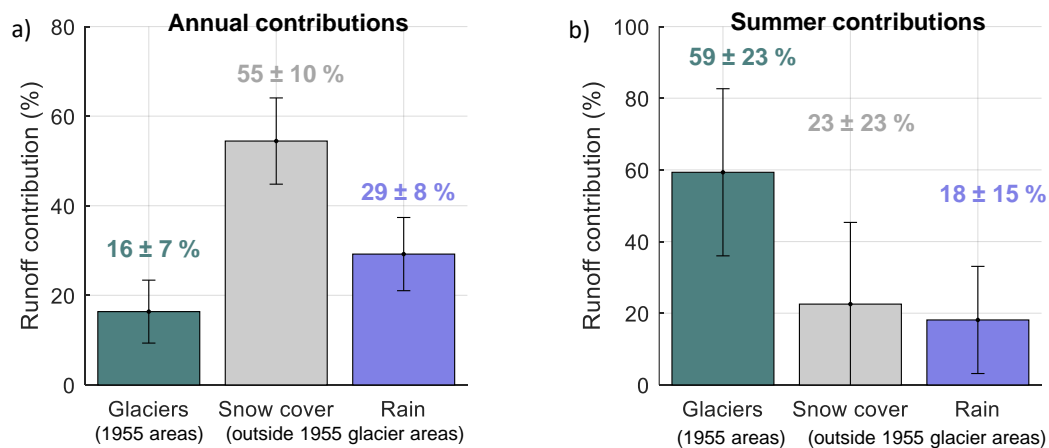 a)
Annual contributions
Runoff contribution (%)
80
60
40
20
0
16 ± 7 %
55 ± 10 %
29 ± 8 %
Glaciers Snow cover Rain
(1955 areas) (outside 1955 glacier areas)
b)
Summer contributions
Runoff contribution (%)
100
80
60
40
20
0
59 ± 23 %
23 ± 23 %
18 ± 15 %
Glaciers Snow cover Rain
(1955 areas) (outside 1955 glacier areas)